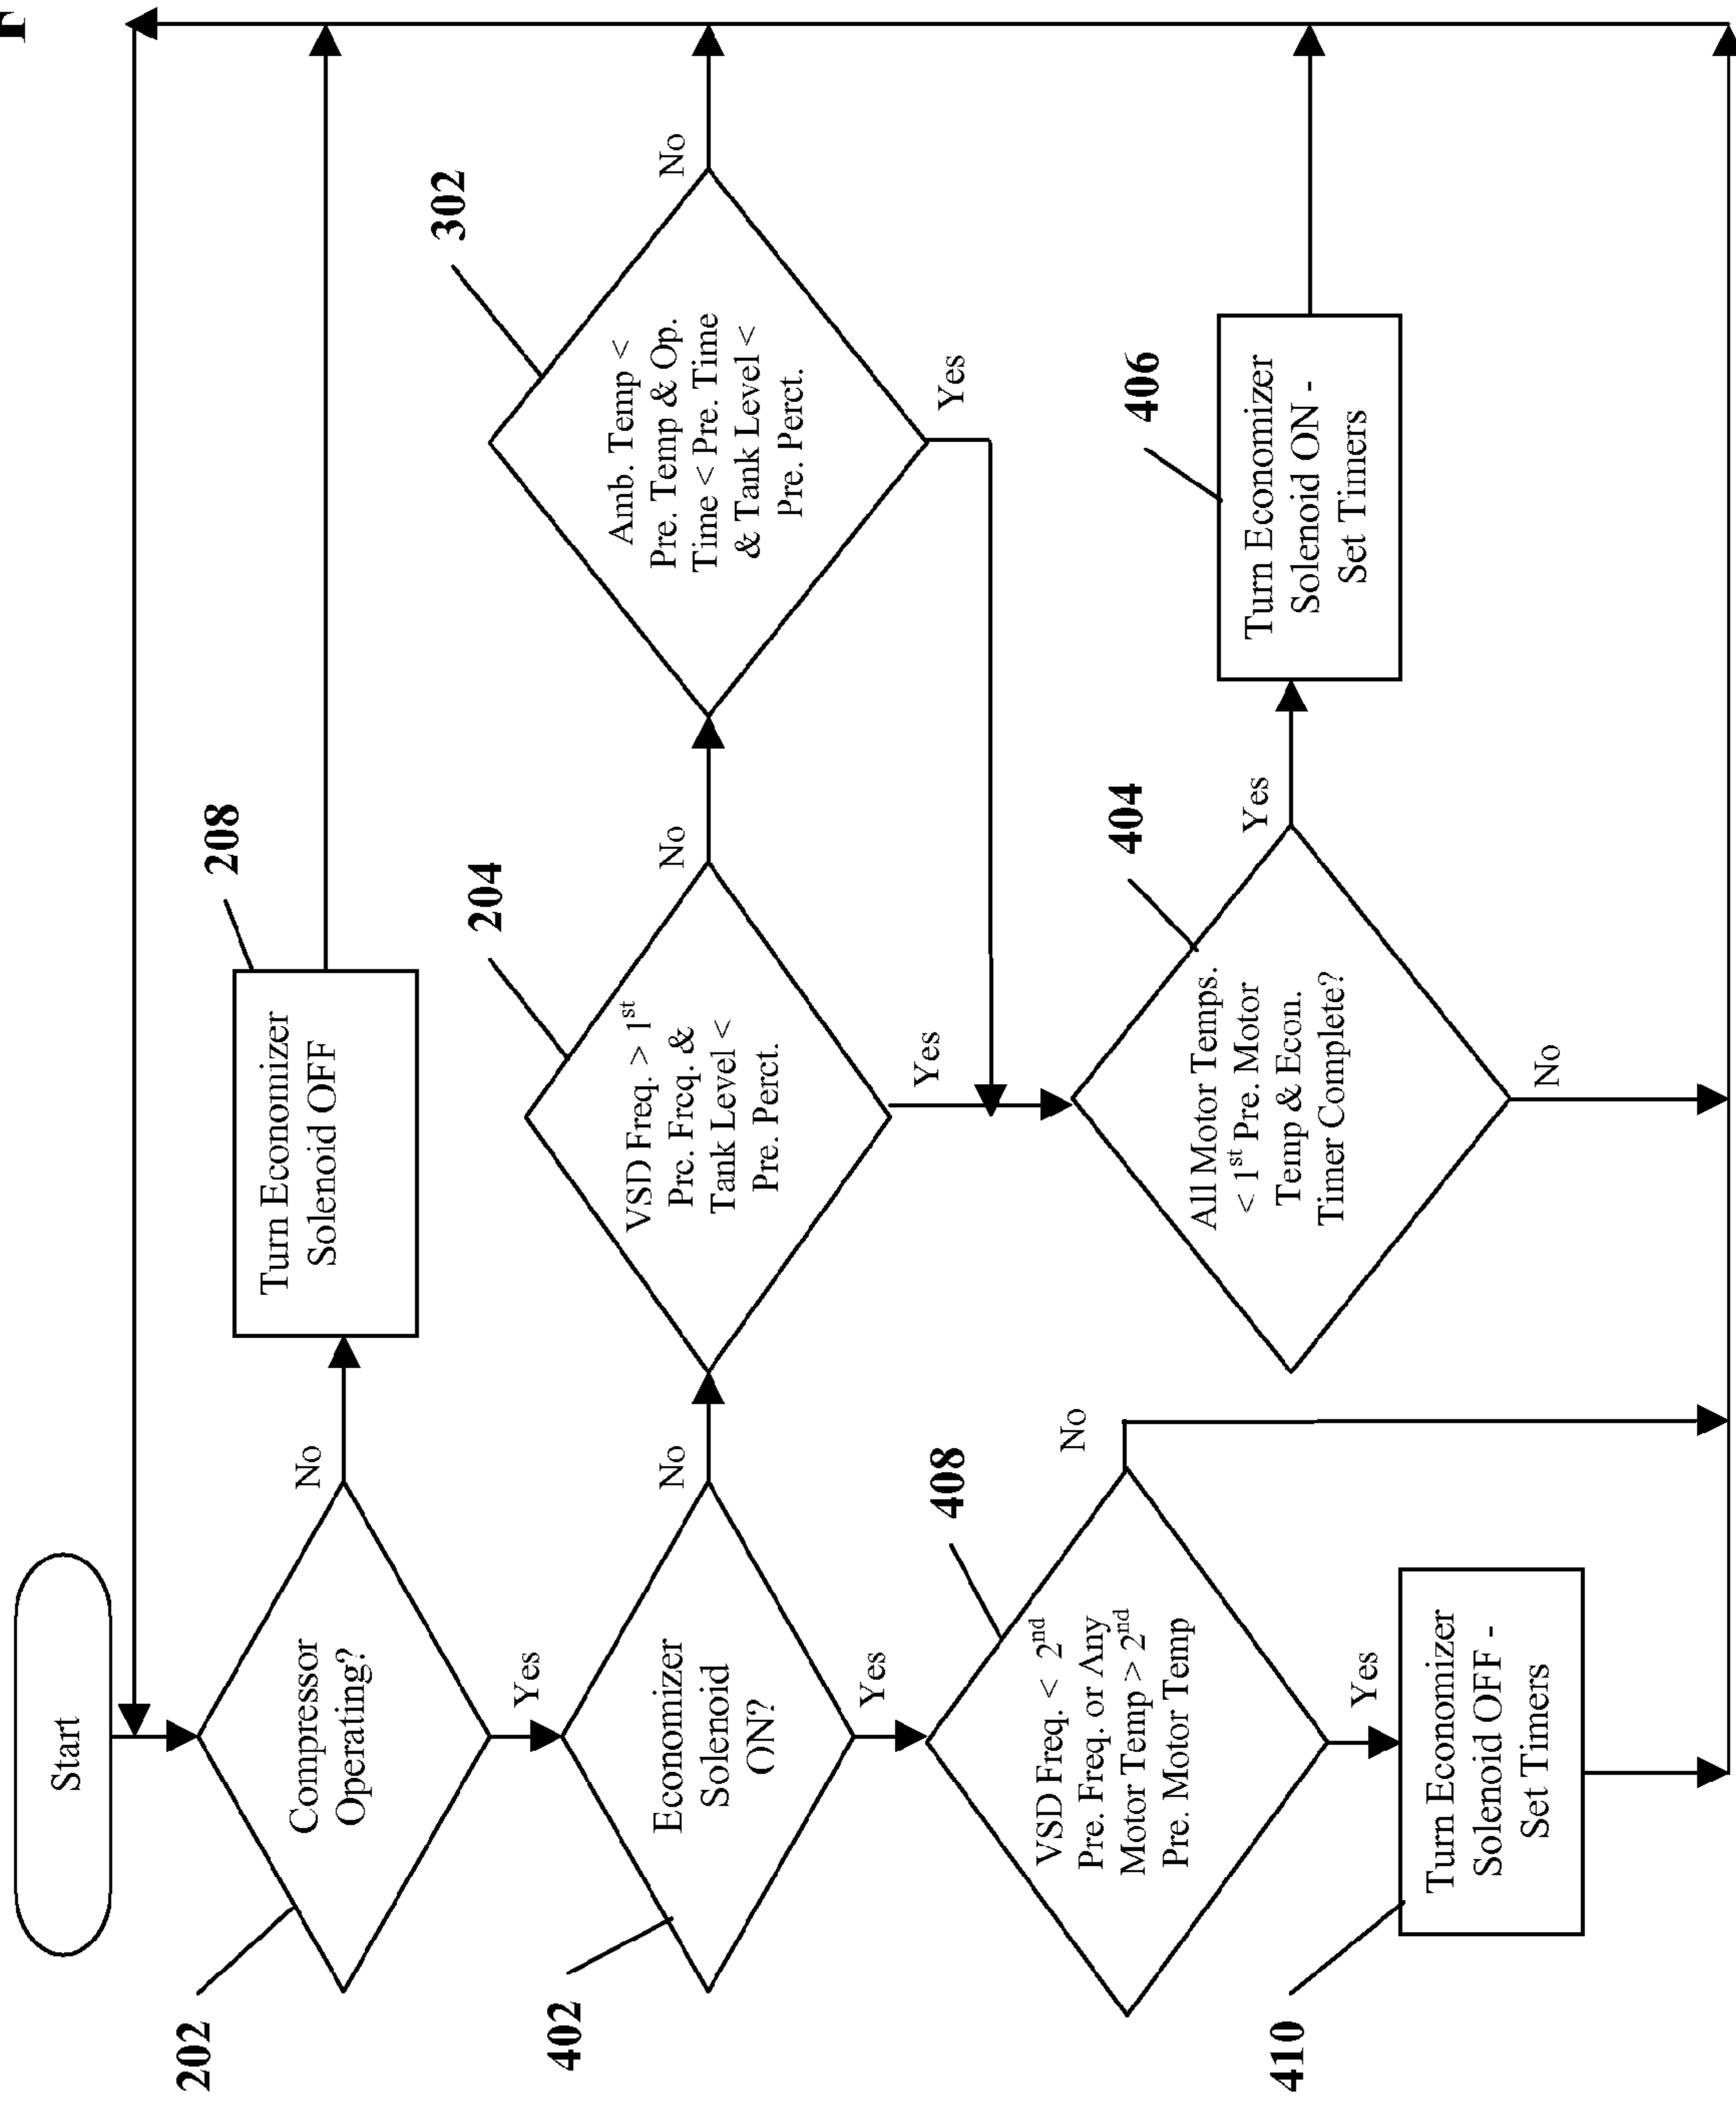 Start
202
Compressor
Operating?
No
Yes
208
Turn Economizer
Solenoid OFF
402
Economizer
Solenoid
ON?
No
Yes
204
VSD Freq. > 1st
Pre. Freq. &
Tank Level <
Pre. Perct.
No
Yes
302
Amb. Temp <
Pre. Temp & Op.
Time < Pre. Time
& Tank Level <
Pre. Perct.
No
Yes
408
VSD Freq. < 2nd
Pre. Freq. or Any
Motor Temp > 2nd
Pre. Motor Temp
No
Yes
404
All Motor Temps.
< 1st Pre. Motor
Temp & Econ.
Timer Complete?
Yes
No
406
Turn Economizer
Solenoid ON -
Set Timers
410
Turn Economizer
Solenoid OFF -
Set Timers